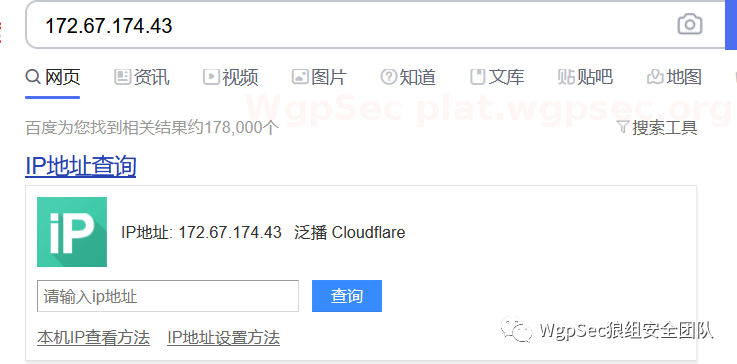 172.67.174.43
网页 资讯 视频 图片 知道 文库 贴吧 地图
WgpSec plat.wgpsec.org
百度为您找到相关结果约178,000个 搜索工具
IP地址查询
iP IP地址: 172.67.174.43 泛播 Cloudflare
请输入ip地址 查询
本机IP查看方法 IP地址设置方法
WgpSec狼组安全团队